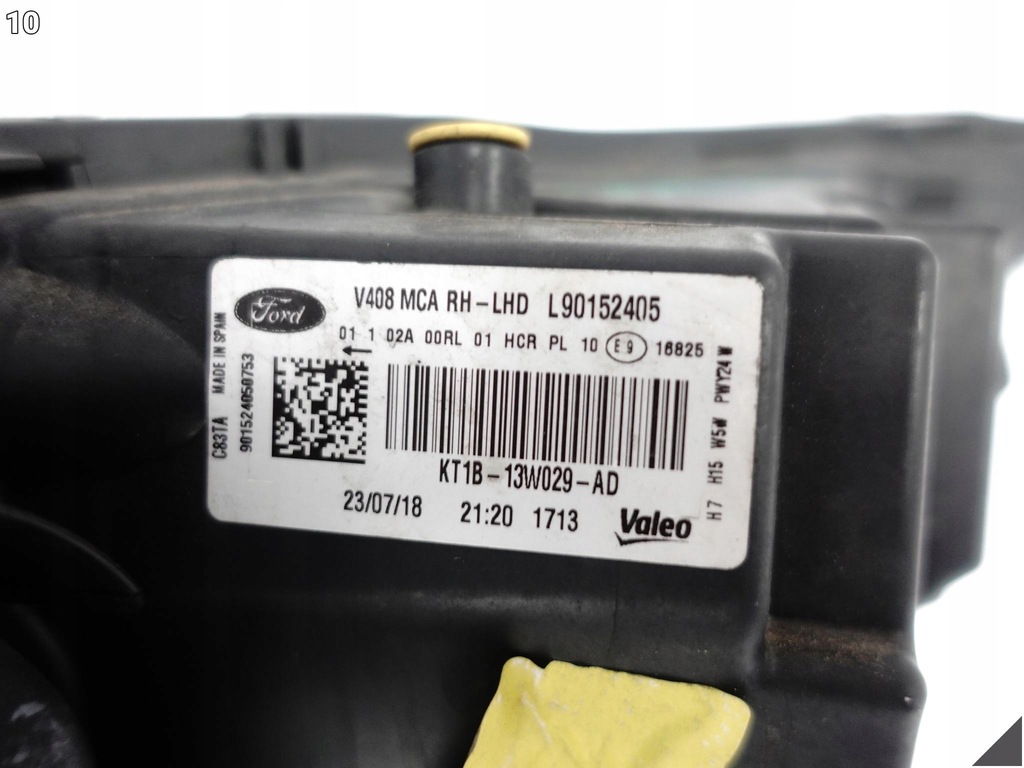 10
Ford
V408 MCA RH-LHD L90152405
01 1 02A 00RL 01 HCR PL 10 E9 16825
←
C83TA MADE IN SPAIN
901524050753
KT1B-13W029-AD
23/07/18 21:20 1713
Valeo
H7 H15 W5W PWY24W